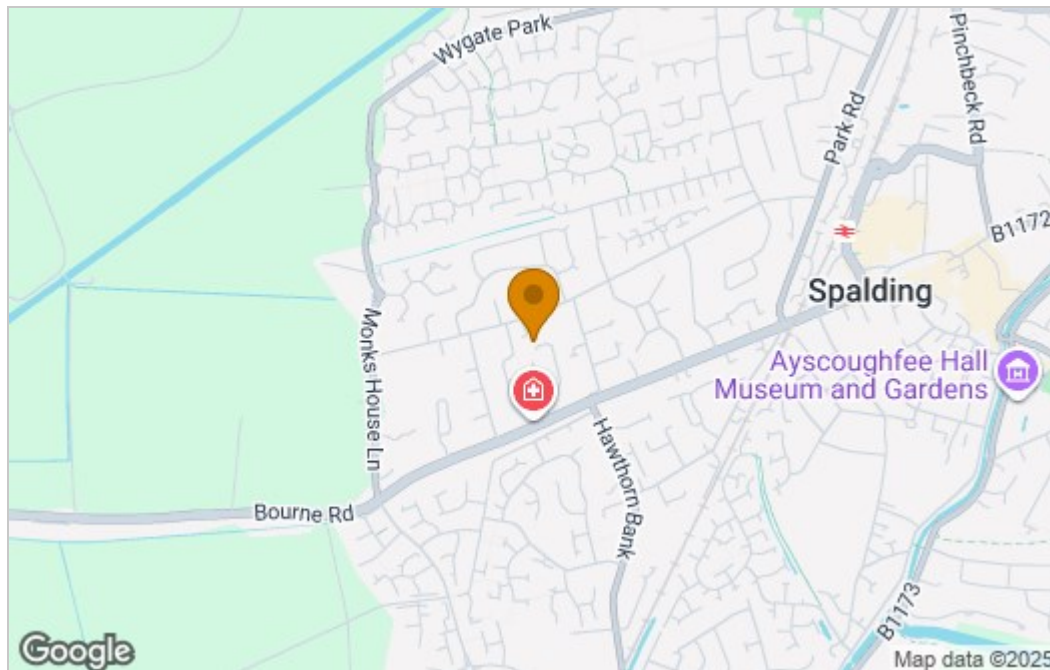 Wygate Park
Park Rd
Pinchbeck Rd
B1172
Spalding
Monks House Ln
Ayscoughfee Hall
Museum and Gardens
Hawthorn Bank
Bourne Rd
B1173
Google
Map data ©2025